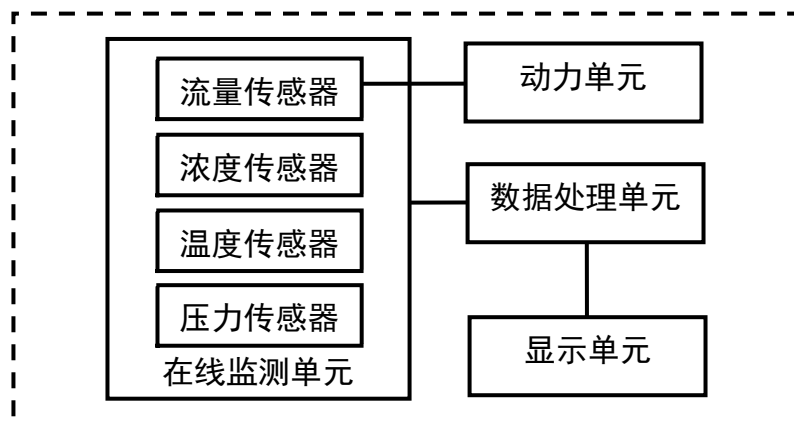 流量传感器
浓度传感器
温度传感器
压力传感器
在线监测单元
动力单元
数据处理单元
显示单元